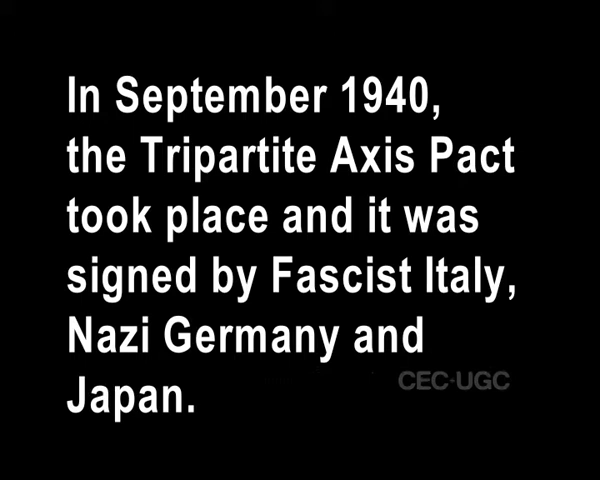 In September 1940,
the Tripartite Axis Pact
took place and it was
signed by Fascist Italy,
Nazi Germany and
Japan.
CEC-UGC